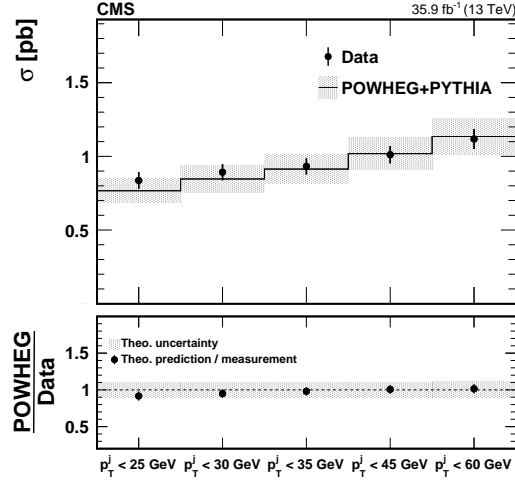 CMS 35.9 fb⁻¹ (13 TeV)
σ [pb]
1.5
1
0.5
Data
POWHEG+PYTHIA
POWHEG
Data
1.5
1
0.5
Theo. uncertainty
Theo. prediction / measurement
p_T^j < 25 GeV p_T^j < 30 GeV p_T^j < 35 GeV p_T^j < 45 GeV p_T^j < 60 GeV